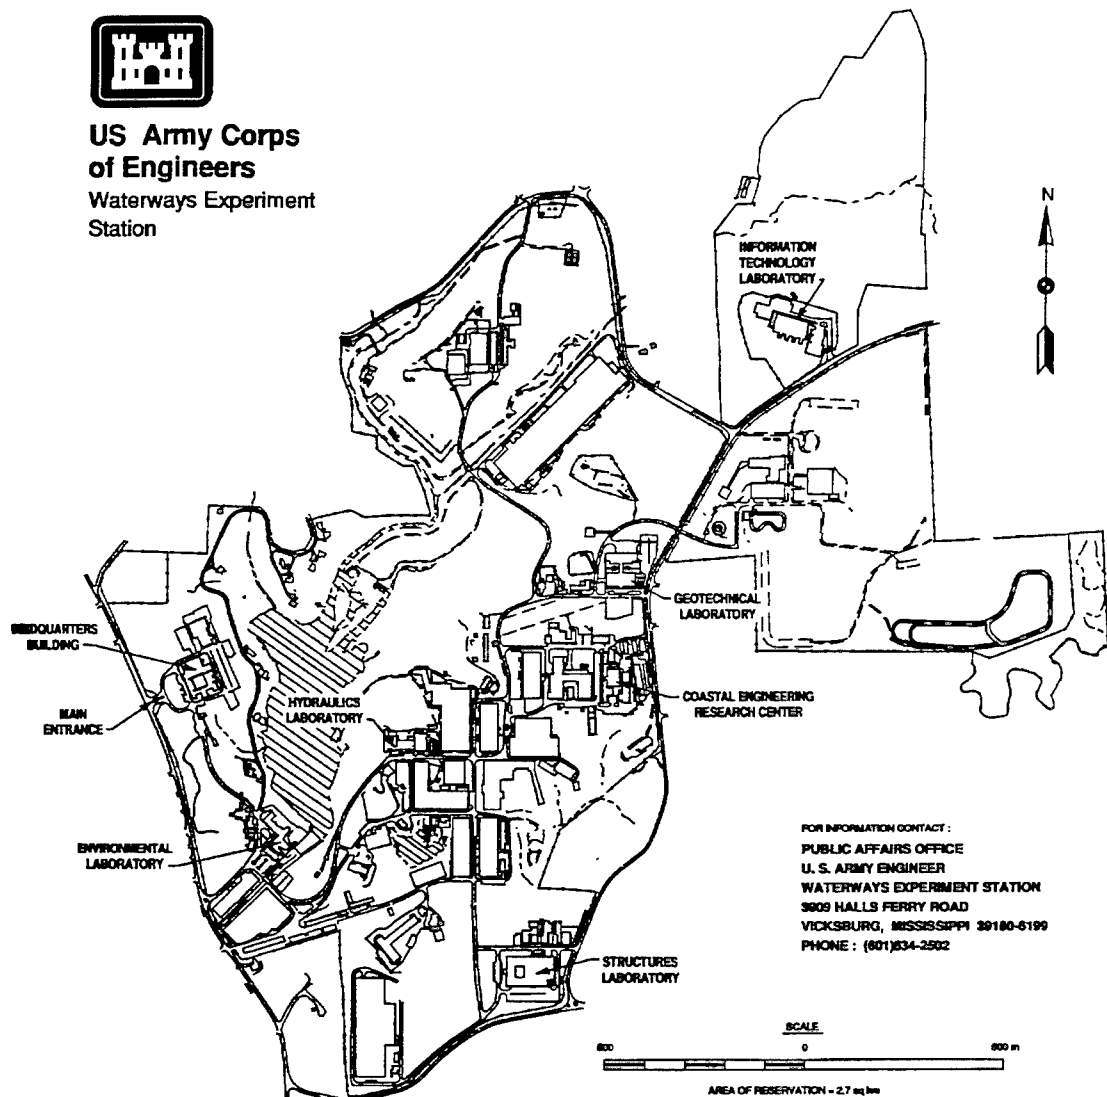 US Army Corps
of Engineers
Waterways Experiment
Station
N
INFORMATION
TECHNOLOGY
LABORATORY
GEOTECHNICAL
LABORATORY
HEADQUARTERS
BUILDING
MAIN
ENTRANCE
HYDRAULICS
LABORATORY
COASTAL ENGINEERING
RESEARCH CENTER
ENVIRONMENTAL
LABORATORY
FOR INFORMATION CONTACT :
PUBLIC AFFAIRS OFFICE
U. S. ARMY ENGINEER
WATERWAYS EXPERIMENT STATION
3909 HALLS FERRY ROAD
VICKSBURG, MISSISSIPPI 39180-6199
PHONE : (601)634-2502
STRUCTURES
LABORATORY
SCALE
0
AREA OF RESERVATION = 2.7 sq km